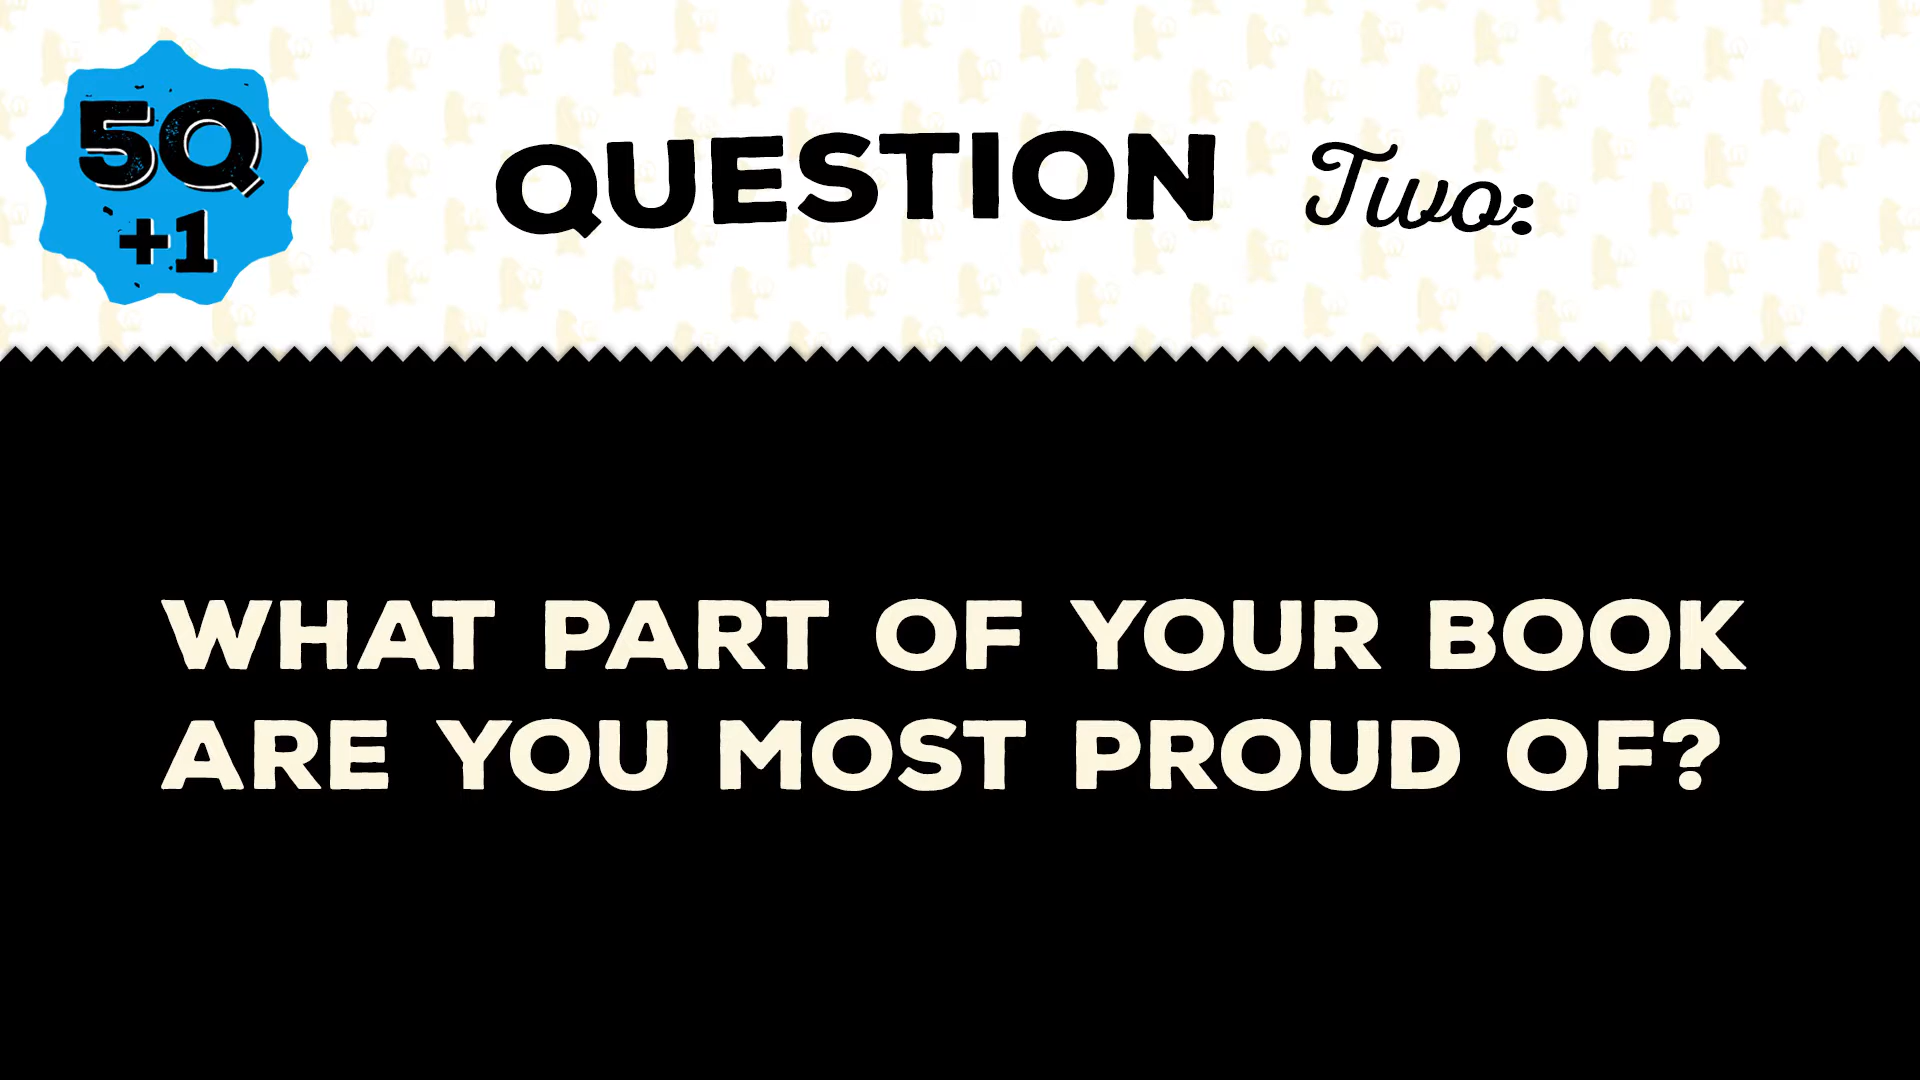 5Q
+1
QUESTION Two:
WHAT PART OF YOUR BOOK
ARE YOU MOST PROUD OF?